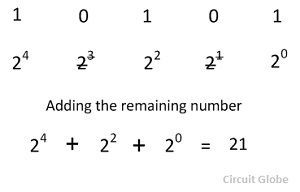 1 0 1 0 1
2⁴ 2³ 2² 2¹ 2⁰
Adding the remaining number
2⁴ + 2² + 2⁰ = 21
Circuit Globe